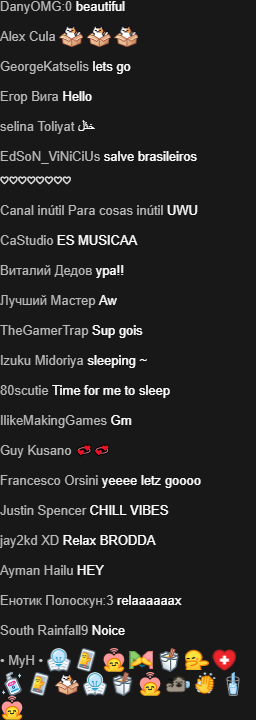 DanyOMG:0 beautiful
Alex Cula
GeorgeKatselis lets go
Егор Вига Hello
selina Toliyat
EdSoN_ViNiCiUs salve brasileiros
♡♡♡♡♡♡♡♡
Canal inútil Para cosas inútil UWU
CaStudio ES MUSICAA
Виталий Дедов ура!!
Лучший Мастер Aw
TheGamerTrap Sup gois
Izuku Midoriya sleeping ~
80scutie Time for me to sleep
IlikeMakingGames Gm
Guy Kusano
Francesco Orsini yeeee letz goooo
Justin Spencer CHILL VIBES
jay2kd XD Relax BRODDA
Ayman Hailu HEY
Енотик Полоскун:3 relaaaaaax
South Rainfall9 Noice
• MyH •